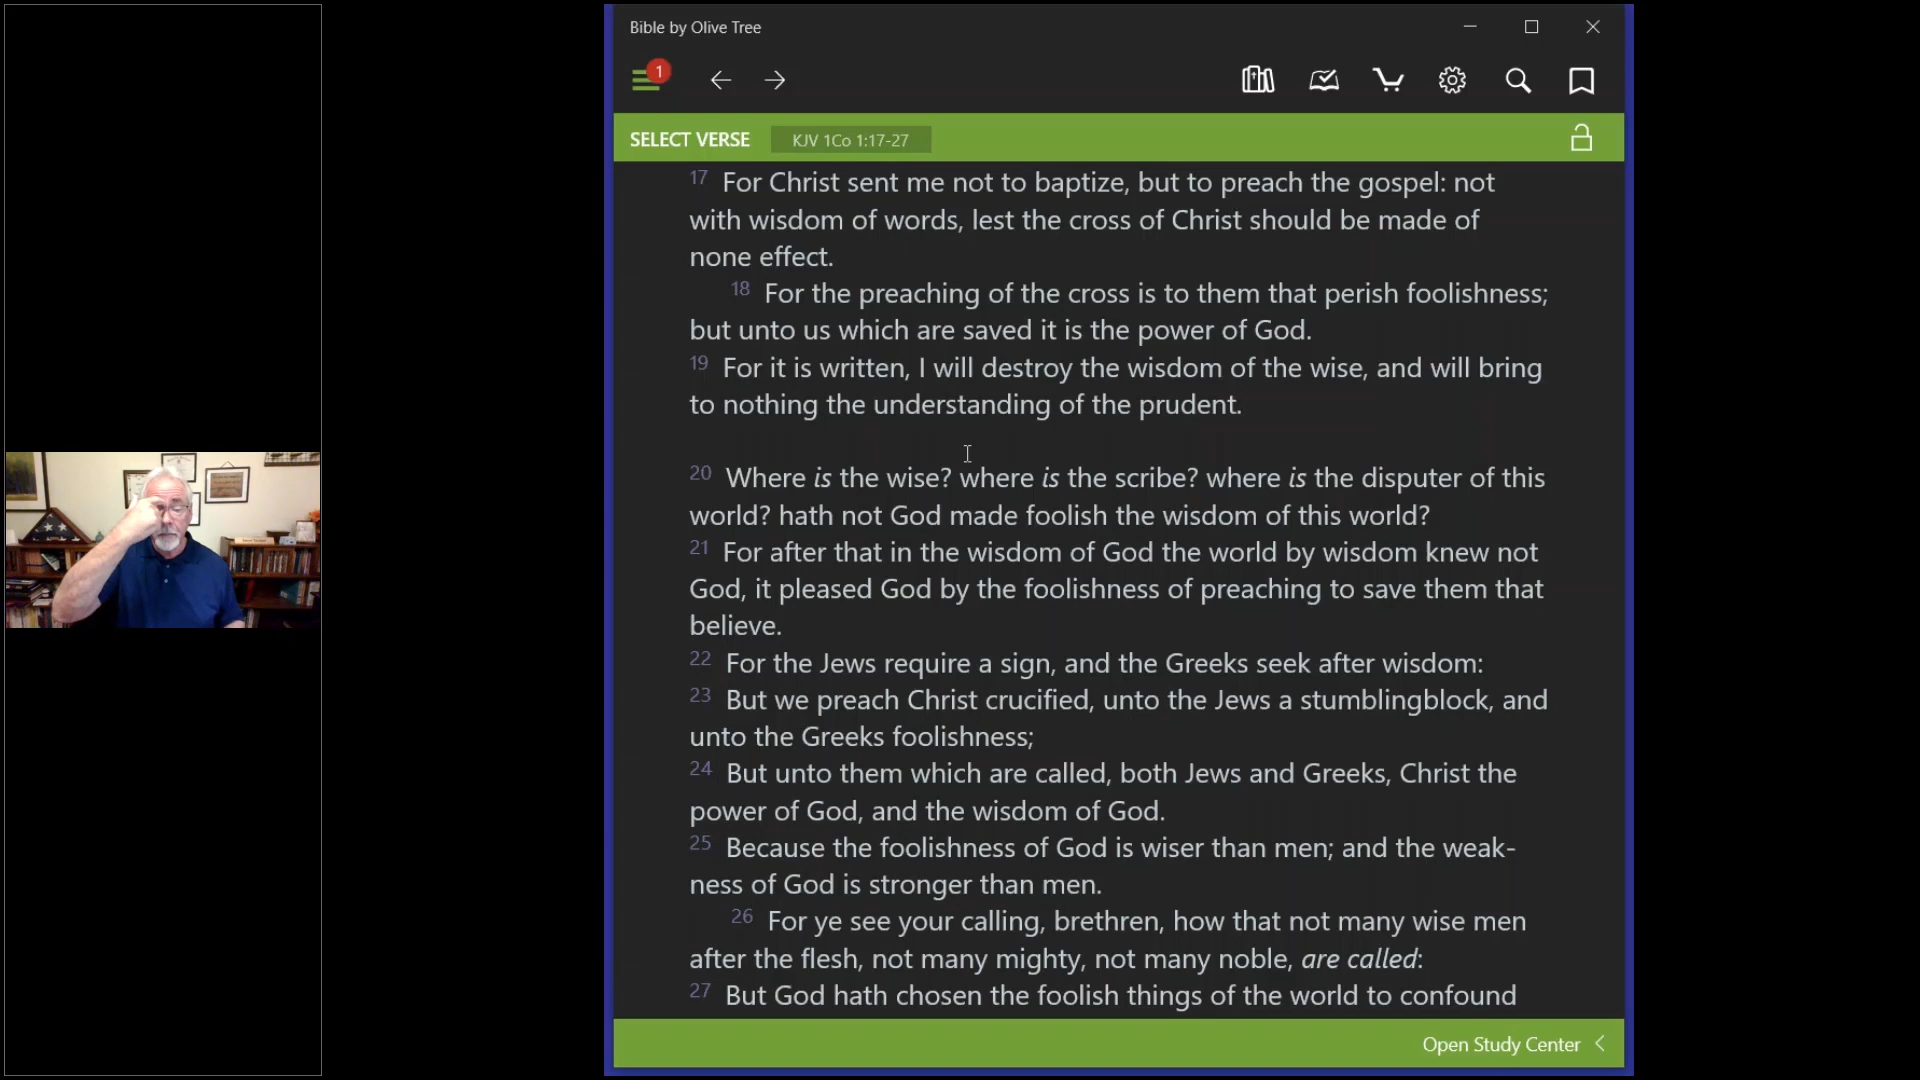 Bible by Olive Tree
1
SELECT VERSE KJV 1Co 1:17-27
17 For Christ sent me not to baptize, but to preach the gospel: not
with wisdom of words, lest the cross of Christ should be made of
none effect.
18 For the preaching of the cross is to them that perish foolishness;
but unto us which are saved it is the power of God.
19 For it is written, I will destroy the wisdom of the wise, and will bring
to nothing the understanding of the prudent.
20 Where is the wise? where is the scribe? where is the disputer of this
world? hath not God made foolish the wisdom of this world?
21 For after that in the wisdom of God the world by wisdom knew not
God, it pleased God by the foolishness of preaching to save them that
believe.
22 For the Jews require a sign, and the Greeks seek after wisdom:
23 But we preach Christ crucified, unto the Jews a stumblingblock, and
unto the Greeks foolishness;
24 But unto them which are called, both Jews and Greeks, Christ the
power of God, and the wisdom of God.
25 Because the foolishness of God is wiser than men; and the weak-
ness of God is stronger than men.
26 For ye see your calling, brethren, how that not many wise men
after the flesh, not many mighty, not many noble, are called:
27 But God hath chosen the foolish things of the world to confound
Open Study Center